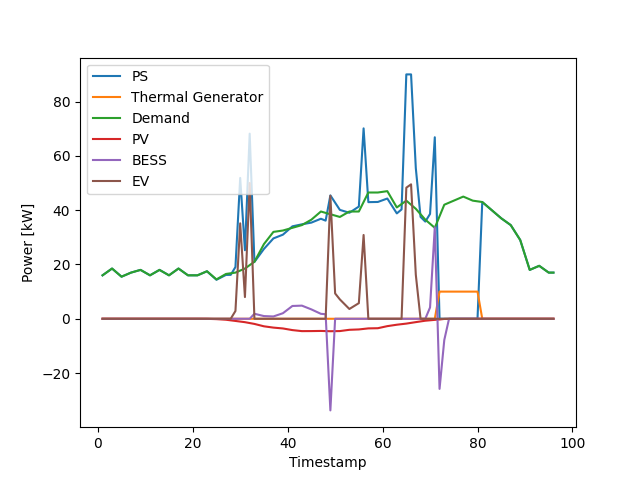 PS
Thermal Generator
Demand
PV
BESS
EV
80
60
40
20
0
−20
Power [kW]
0 20 40 60 80 100
Timestamp